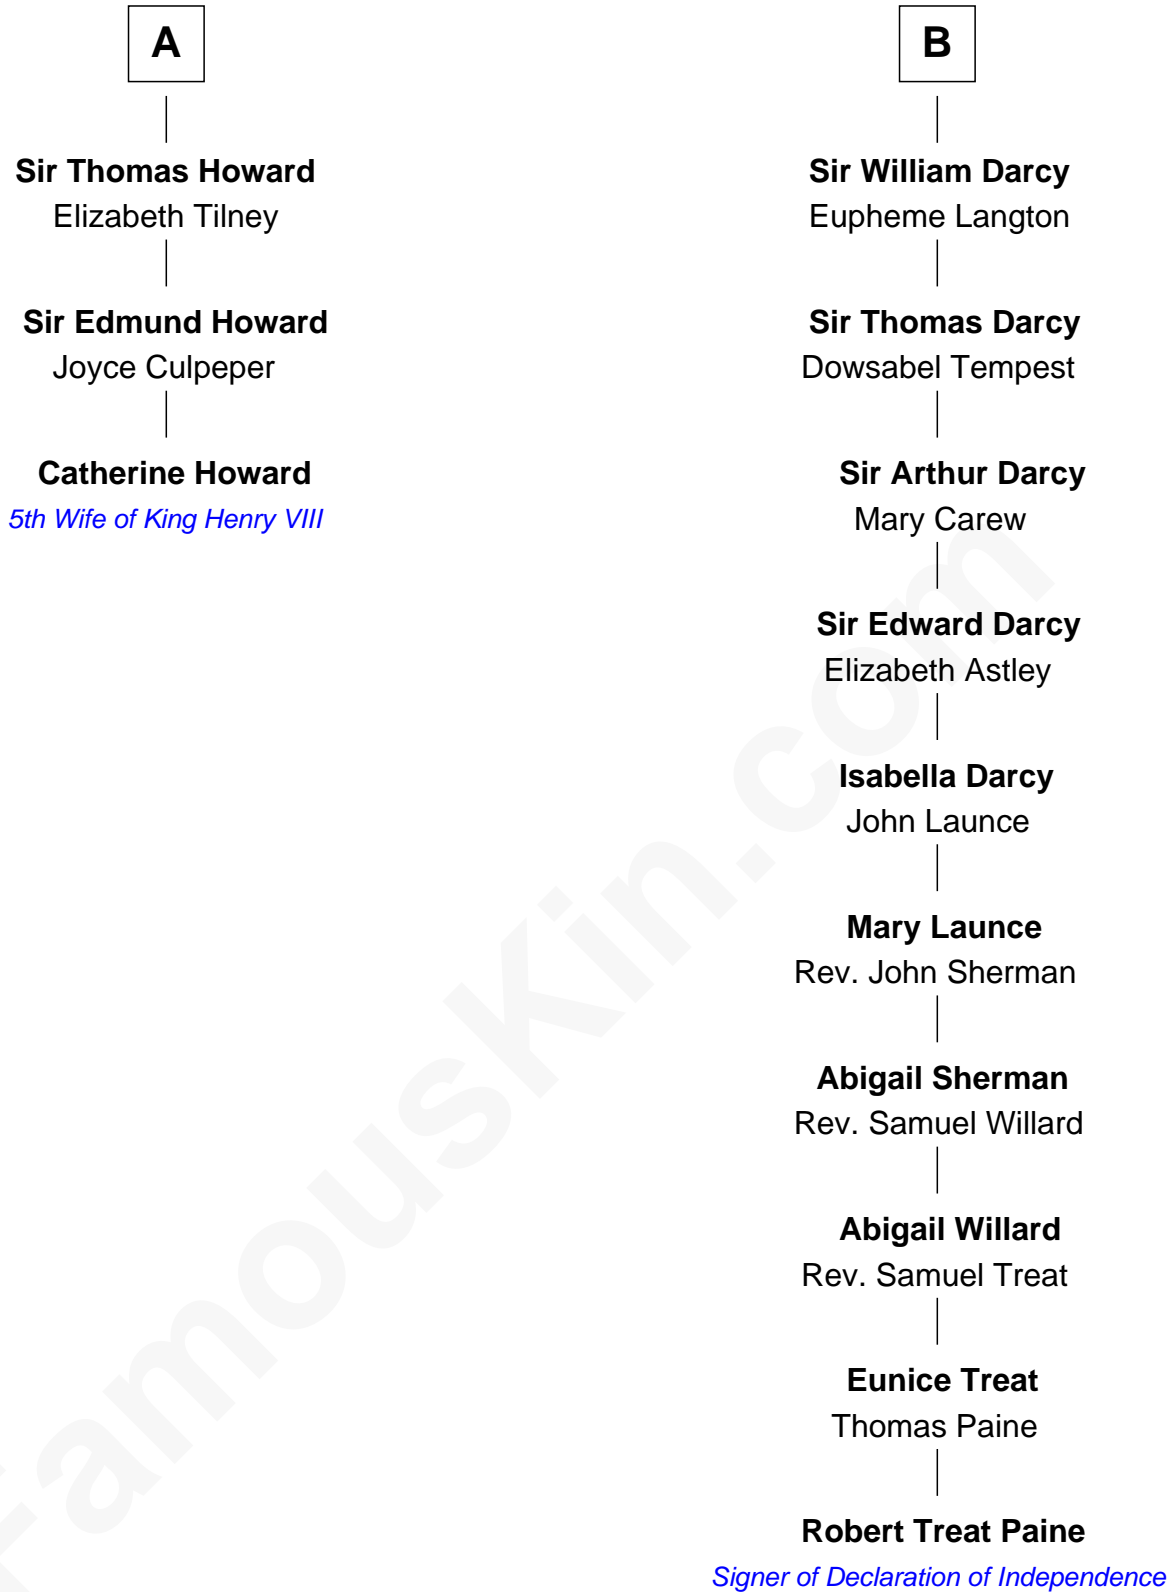 A
Sir Thomas Howard
Elizabeth Tilney
Sir Edmund Howard
Joyce Culpeper
Catherine Howard
5th Wife of King Henry VIII
B
Sir William Darcy
Eupheme Langton
Sir Thomas Darcy
Dowsabel Tempest
Sir Arthur Darcy
Mary Carew
Sir Edward Darcy
Elizabeth Astley
Isabella Darcy
John Launce
Mary Launce
Rev. John Sherman
Abigail Sherman
Rev. Samuel Willard
Abigail Willard
Rev. Samuel Treat
Eunice Treat
Thomas Paine
Robert Treat Paine
Signer of Declaration of Independence
FamousKin.com